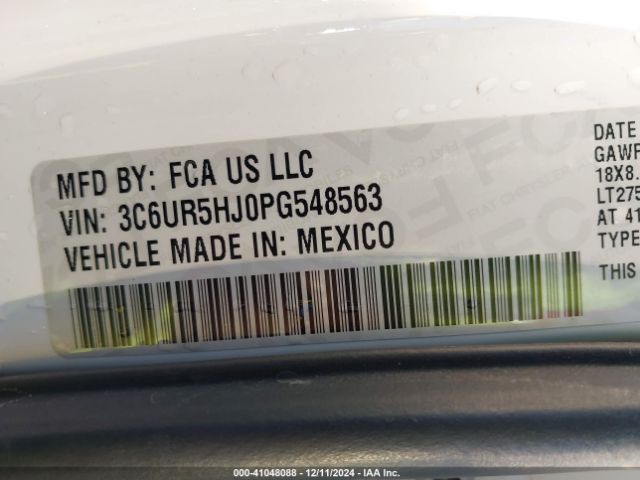 MFD BY: FCA US LLC
VIN: 3C6UR5HJ0PG548563
VEHICLE MADE IN: MEXICO
DATE
GAWR
18X8.
LT275
AT 41
TYPE
THIS
000-41048088 - 12/11/2024 - IAA Inc.